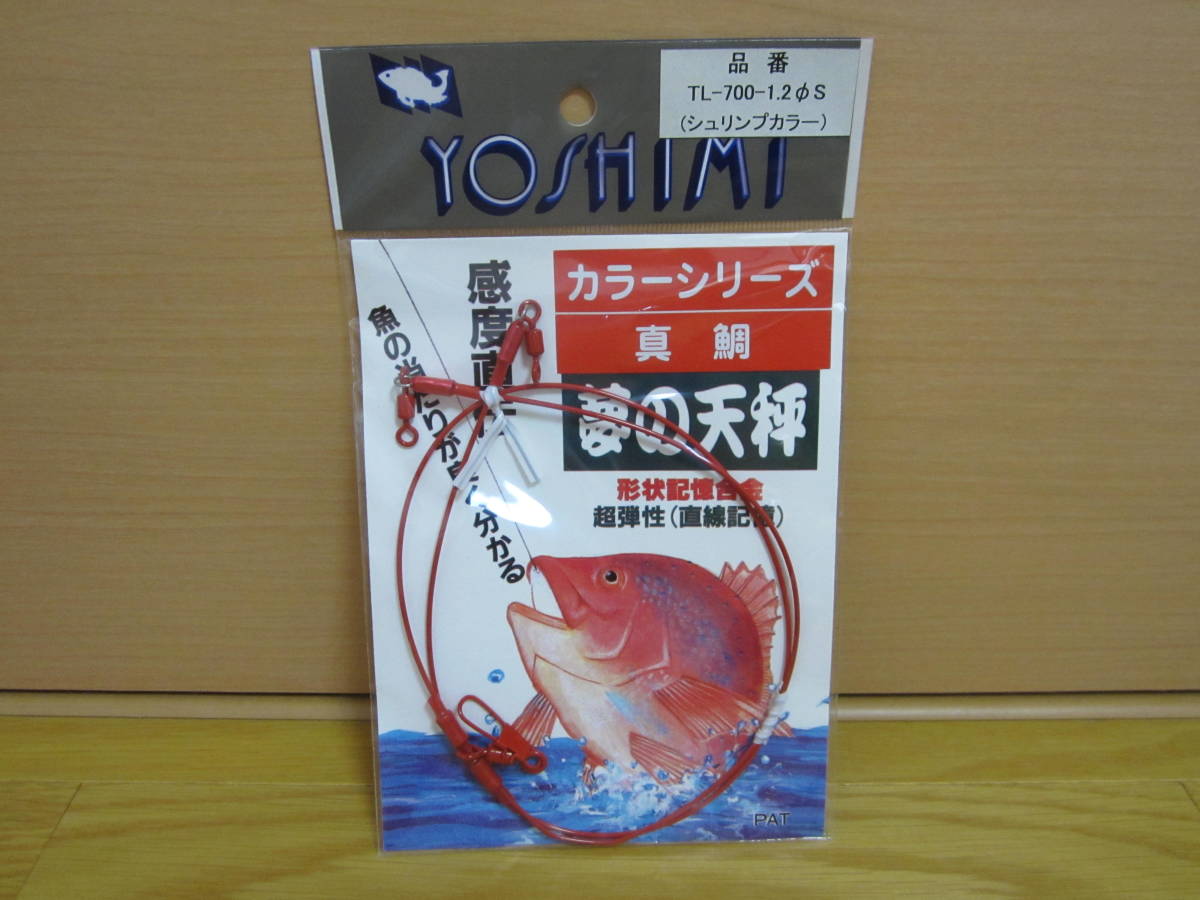 品番
TL-700-1.2φS
(シュリンプカラー)
YOSHIMI
カラーシリーズ
真鯛
夢の天秤
形状記憶合金
超弾性(直線記憶)
感度直
魚の当たりが
分かる
PAT